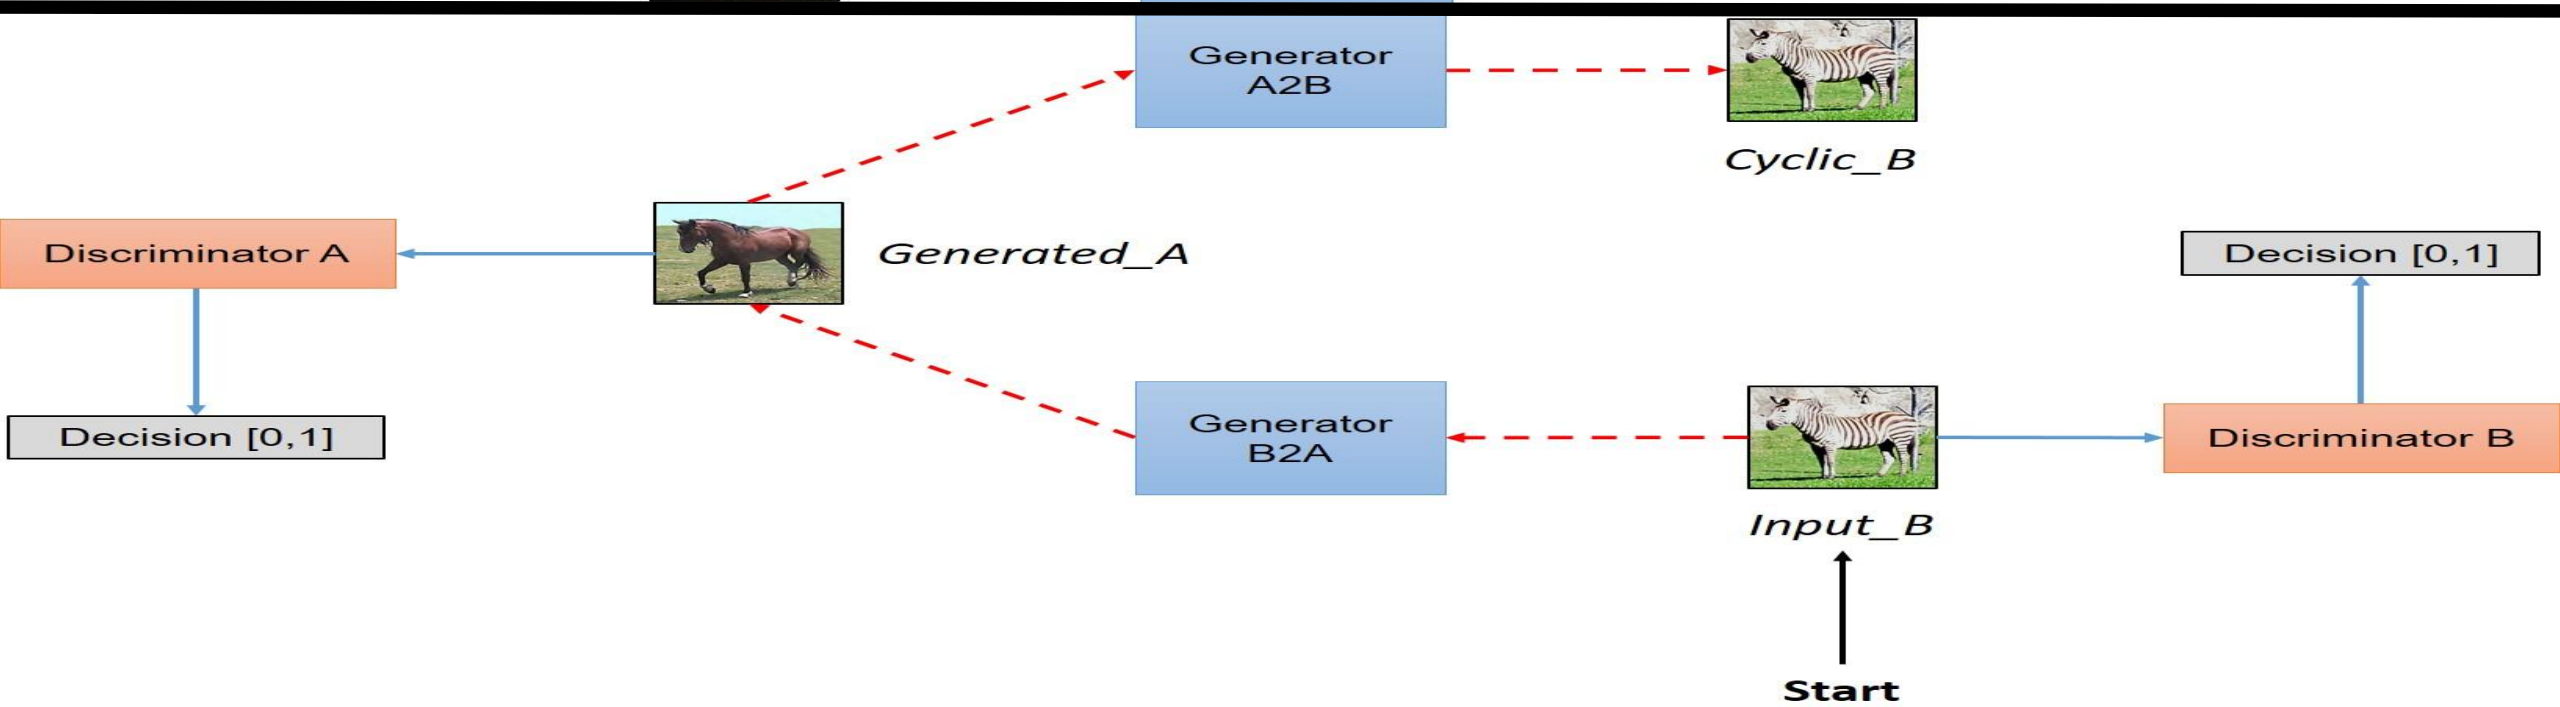 Generator
A2B
Cyclic_B
Discriminator A
Generated_A
Decision [0,1]
Decision [0,1]
Generator
B2A
Discriminator B
Input_B
Start